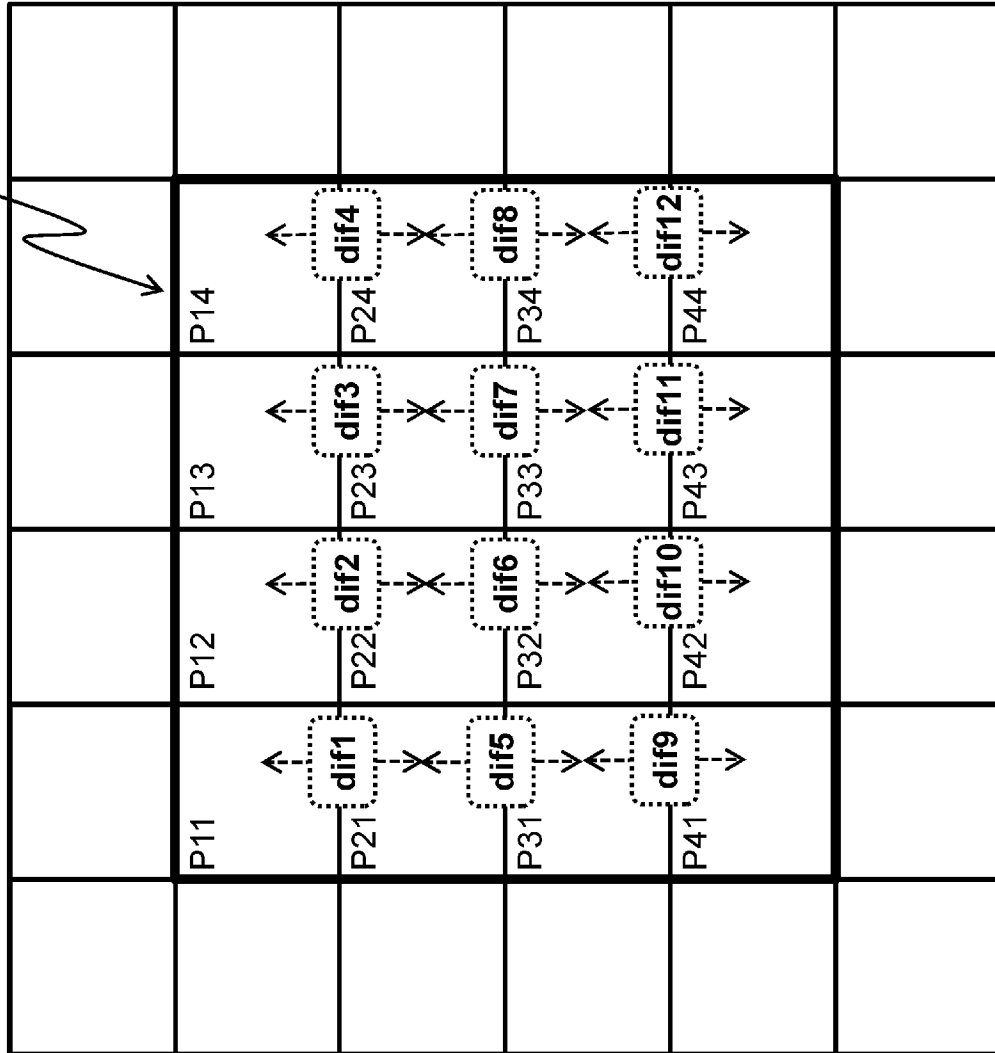 P11 P12 P13 P14
P21 dif1 P22 dif2 P23 dif3 P24 dif4
P31 dif5 P32 dif6 P33 dif7 P34 dif8
P41 dif9 P42 dif10 P43 dif11 P44 dif12